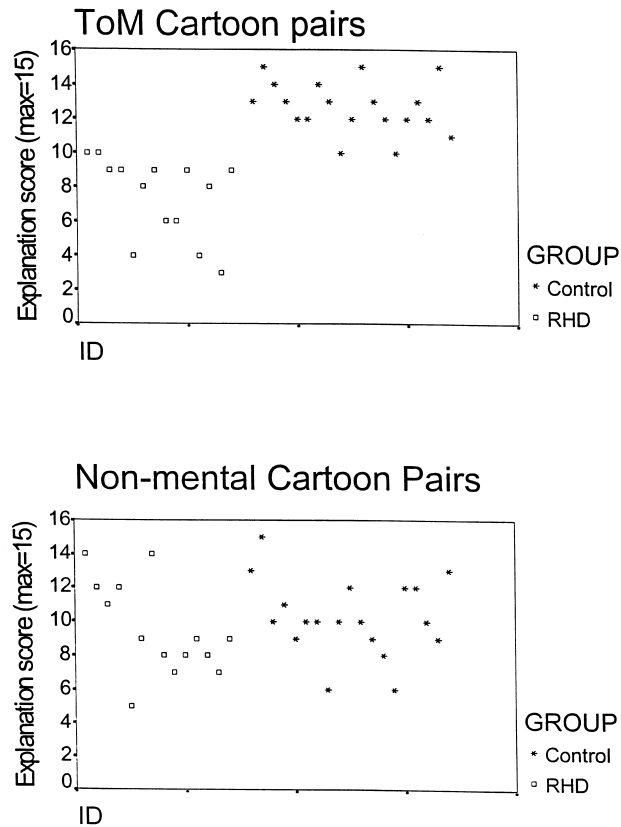 ToM Cartoon pairs
Explanation score (max=15)
16
14
12
10
8
6
4
2
0
ID
GROUP
* Control
□ RHD
Non-mental Cartoon Pairs
Explanation score (max=15)
16
14
12
10
8
6
4
2
0
ID
GROUP
* Control
□ RHD